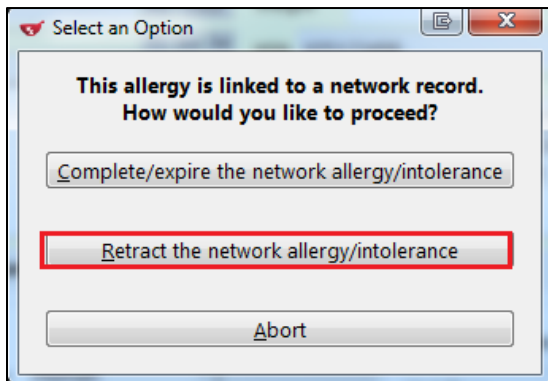 Select an Option
This allergy is linked to a network record.
How would you like to proceed?
Complete/expire the network allergy/intolerance
Retract the network allergy/intolerance
Abort